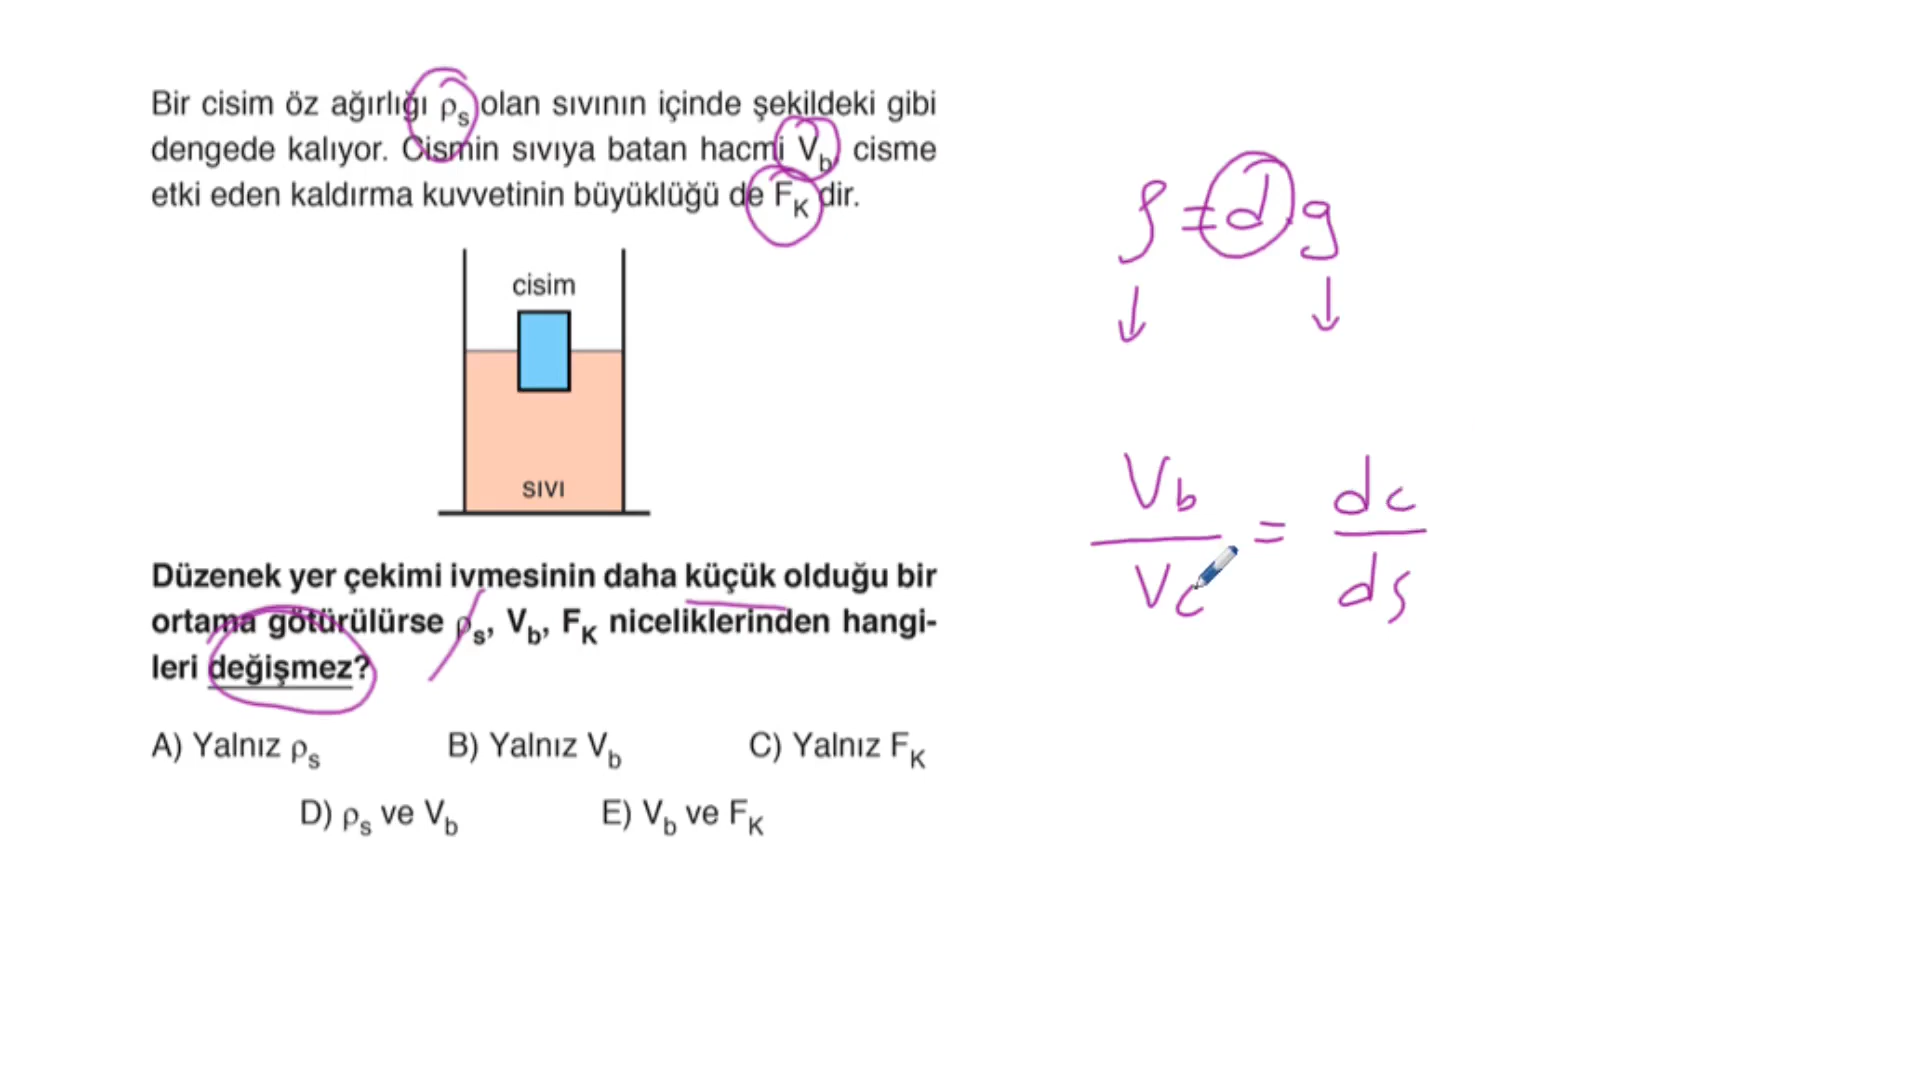 Bir cisim öz ağırlığı ρs olan sıvının içinde şekildeki gibi
dengede kalıyor. Cismin sıvıya batan hacmi Vb, cisme
etki eden kaldırma kuvvetinin büyüklüğü de FK dir.
cisim
sıvı
Düzenek yer çekimi ivmesinin daha küçük olduğu bir
ortama götürülürse ρs, Vb, FK niceliklerinden hangi-
leri değişmez?
A) Yalnız ρs B) Yalnız Vb C) Yalnız FK
D) ρs ve Vb E) Vb ve FK
ρ = d.g
↓ ↓
Vb / Vc = dc / ds